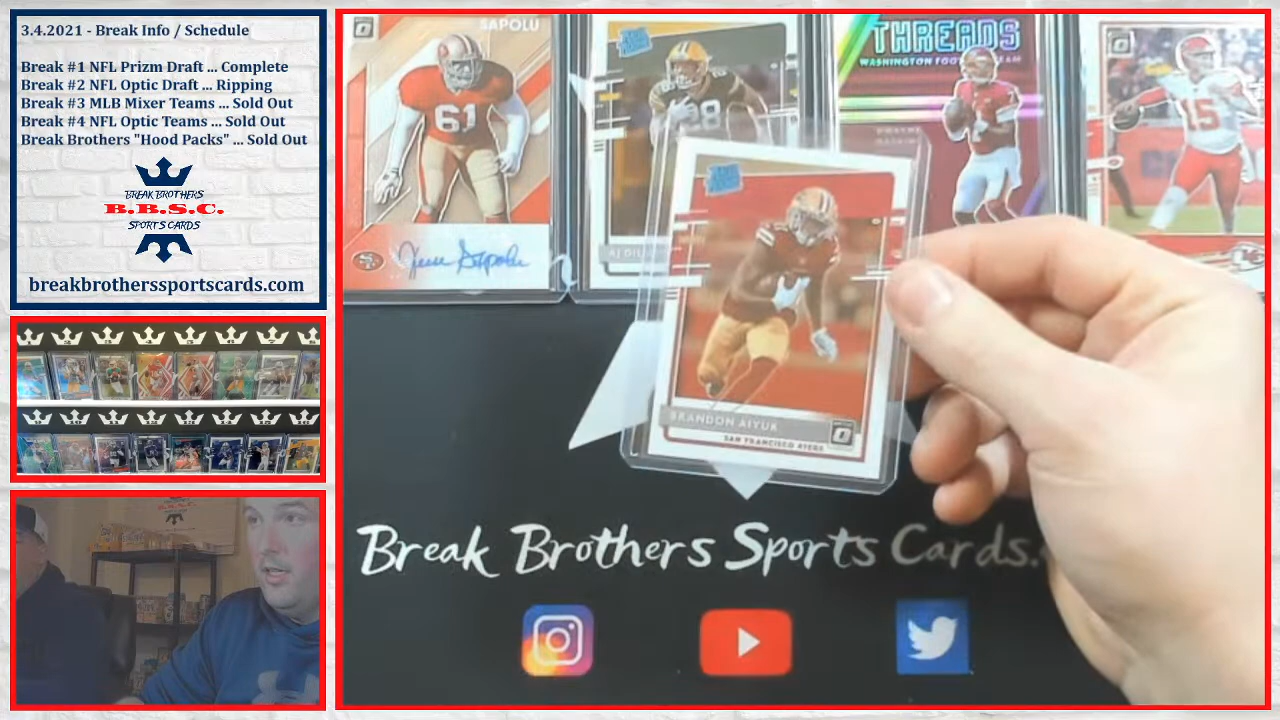 3.4.2021 - Break Info / Schedule
Break #1 NFL Prizm Draft ... Complete
Break #2 NFL Optic Draft ... Ripping
Break #3 MLB Mixer Teams ... Sold Out
Break #4 NFL Optic Teams ... Sold Out
Break Brothers "Hood Packs" ... Sold Out
BREAK BROTHERS
B.B.S.C.
SPORTS CARDS
breakbrotherssportscards.com
SAPOLU
61
88
THREADS
WASHINGTON FOOTBALL TEAM
15
BRANDON AIYUK
SAN FRANCISCO 49ERS
Break Brothers Sports Cards.